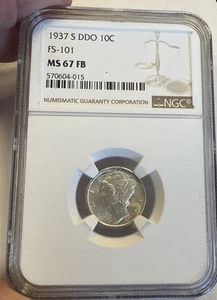 1937 S DDO 10C
FS-101
MS 67 FB
570604-015
NUMISMATIC GUARANTY CORPORATION
NGC